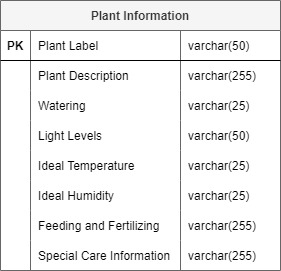 Plant Information
PK Plant Label varchar(50)
Plant Description varchar(255)
Watering varchar(25)
Light Levels varchar(50)
Ideal Temperature varchar(25)
Ideal Humidity varchar(25)
Feeding and Fertilizing varchar(255)
Special Care Information varchar(255)